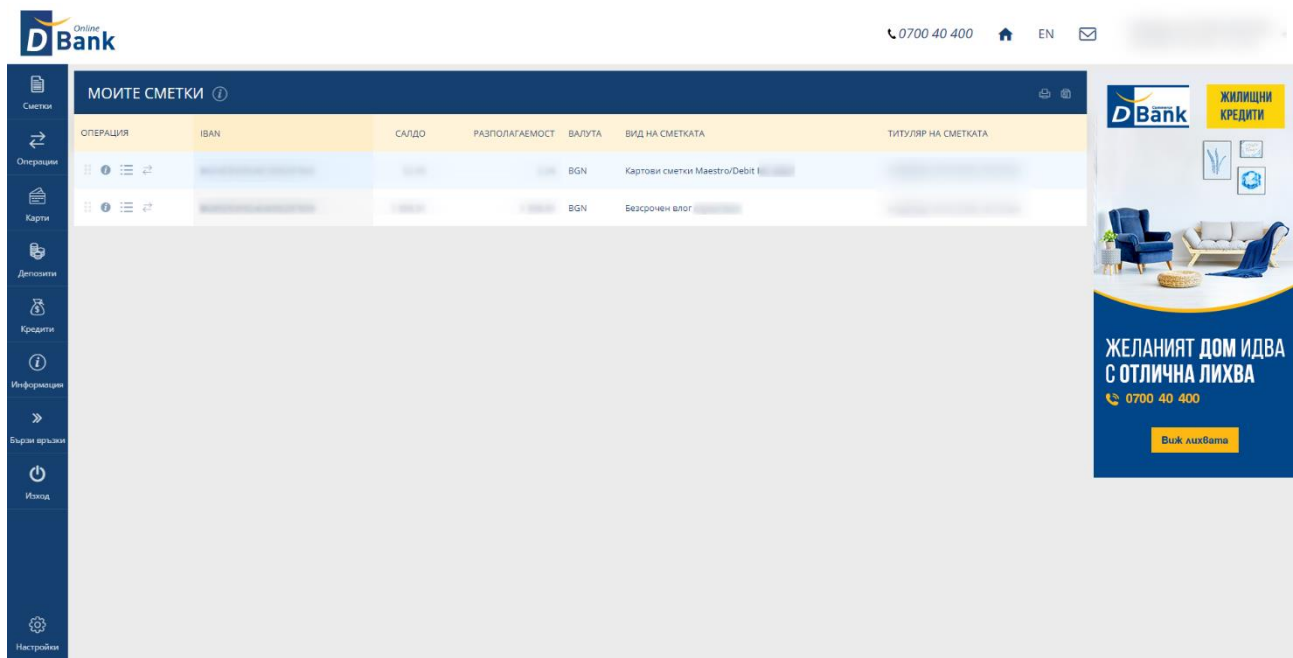 Online
D Bank
0700 40 400
EN
Сметки
Операции
Карти
Депозити
Кредити
Информация
Бързи връзки
Изход
Настройки
МОИТЕ СМЕТКИ
ОПЕРАЦИЯ IBAN САЛДО РАЗПОЛАГАЕМОСТ ВАЛУТА ВИД НА СМЕТКАТА ТИТУЛЯР НА СМЕТКАТА
BGN Картови сметки Maestro/Debit
BGN Безсрочен влог
D Bank
ЖИЛИЩНИ
КРЕДИТИ
ЖЕЛАНИЯТ ДОМ ИДВА
С ОТЛИЧНА ЛИХВА
0700 40 400
Виж лихвата